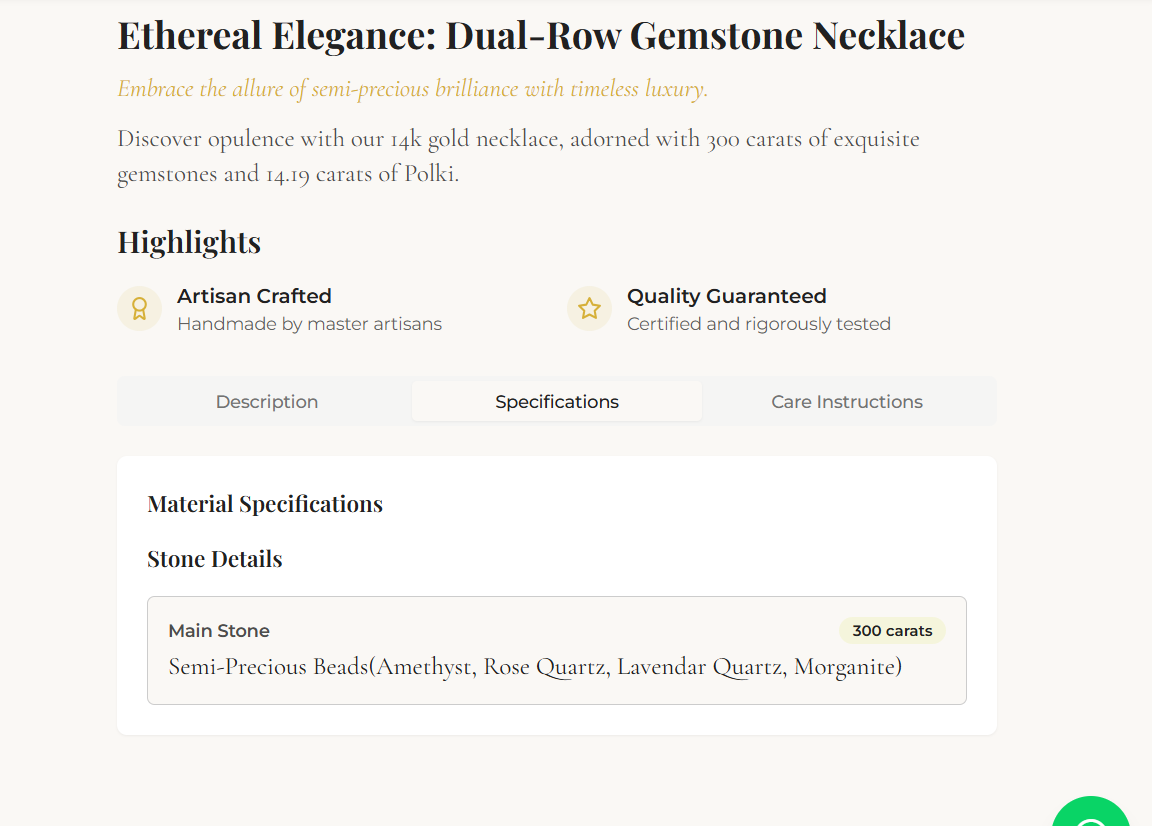 Ethereal Elegance: Dual-Row Gemstone Necklace
Embrace the allure of semi-precious brilliance with timeless luxury.
Discover opulence with our 14k gold necklace, adorned with 300 carats of exquisite
gemstones and 14.19 carats of Polki.
Highlights
Artisan Crafted
Handmade by master artisans
Quality Guaranteed
Certified and rigorously tested
Description
Specifications
Care Instructions
Material Specifications
Stone Details
Main Stone
300 carats
Semi-Precious Beads(Amethyst, Rose Quartz, Lavendar Quartz, Morganite)